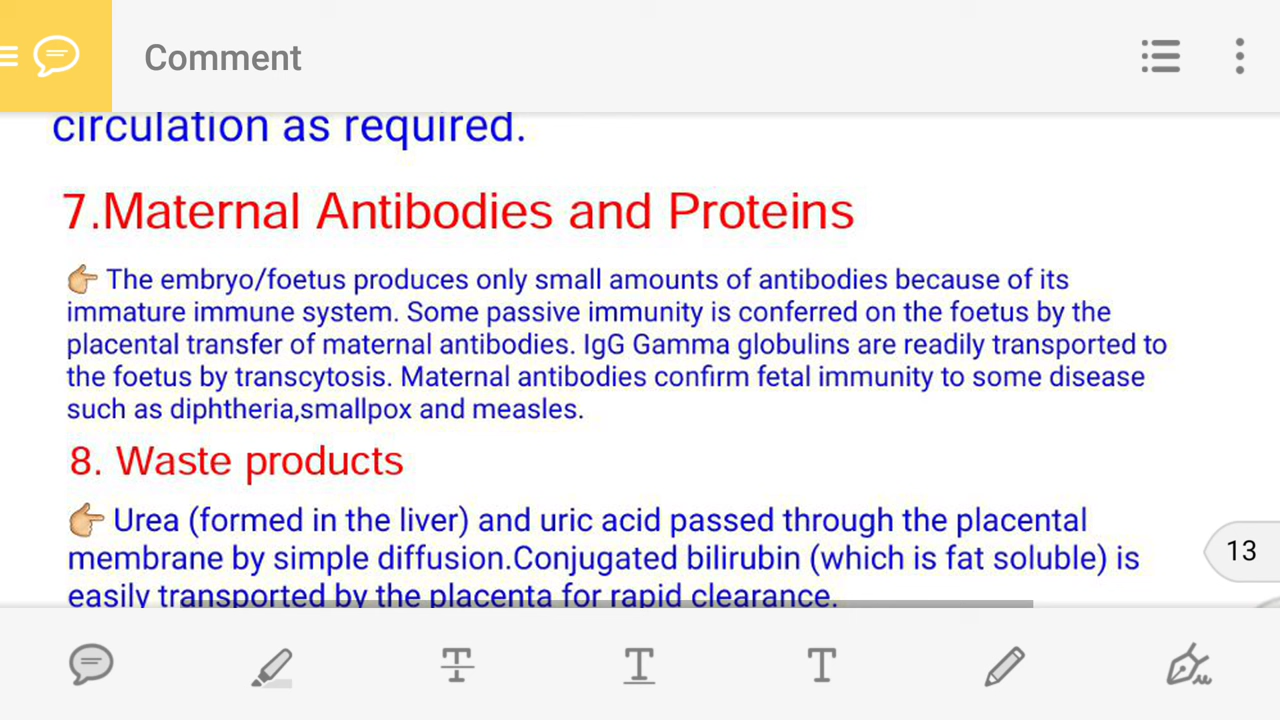 Comment
circulation as required.
7.Maternal Antibodies and Proteins
👉 The embryo/foetus produces only small amounts of antibodies because of its
immature immune system. Some passive immunity is conferred on the foetus by the
placental transfer of maternal antibodies. IgG Gamma globulins are readily transported to
the foetus by transcytosis. Maternal antibodies confirm fetal immunity to some disease
such as diphtheria,smallpox and measles.
8. Waste products
👉 Urea (formed in the liver) and uric acid passed through the placental
membrane by simple diffusion.Conjugated bilirubin (which is fat soluble) is
easily transported by the placenta for rapid clearance.
13